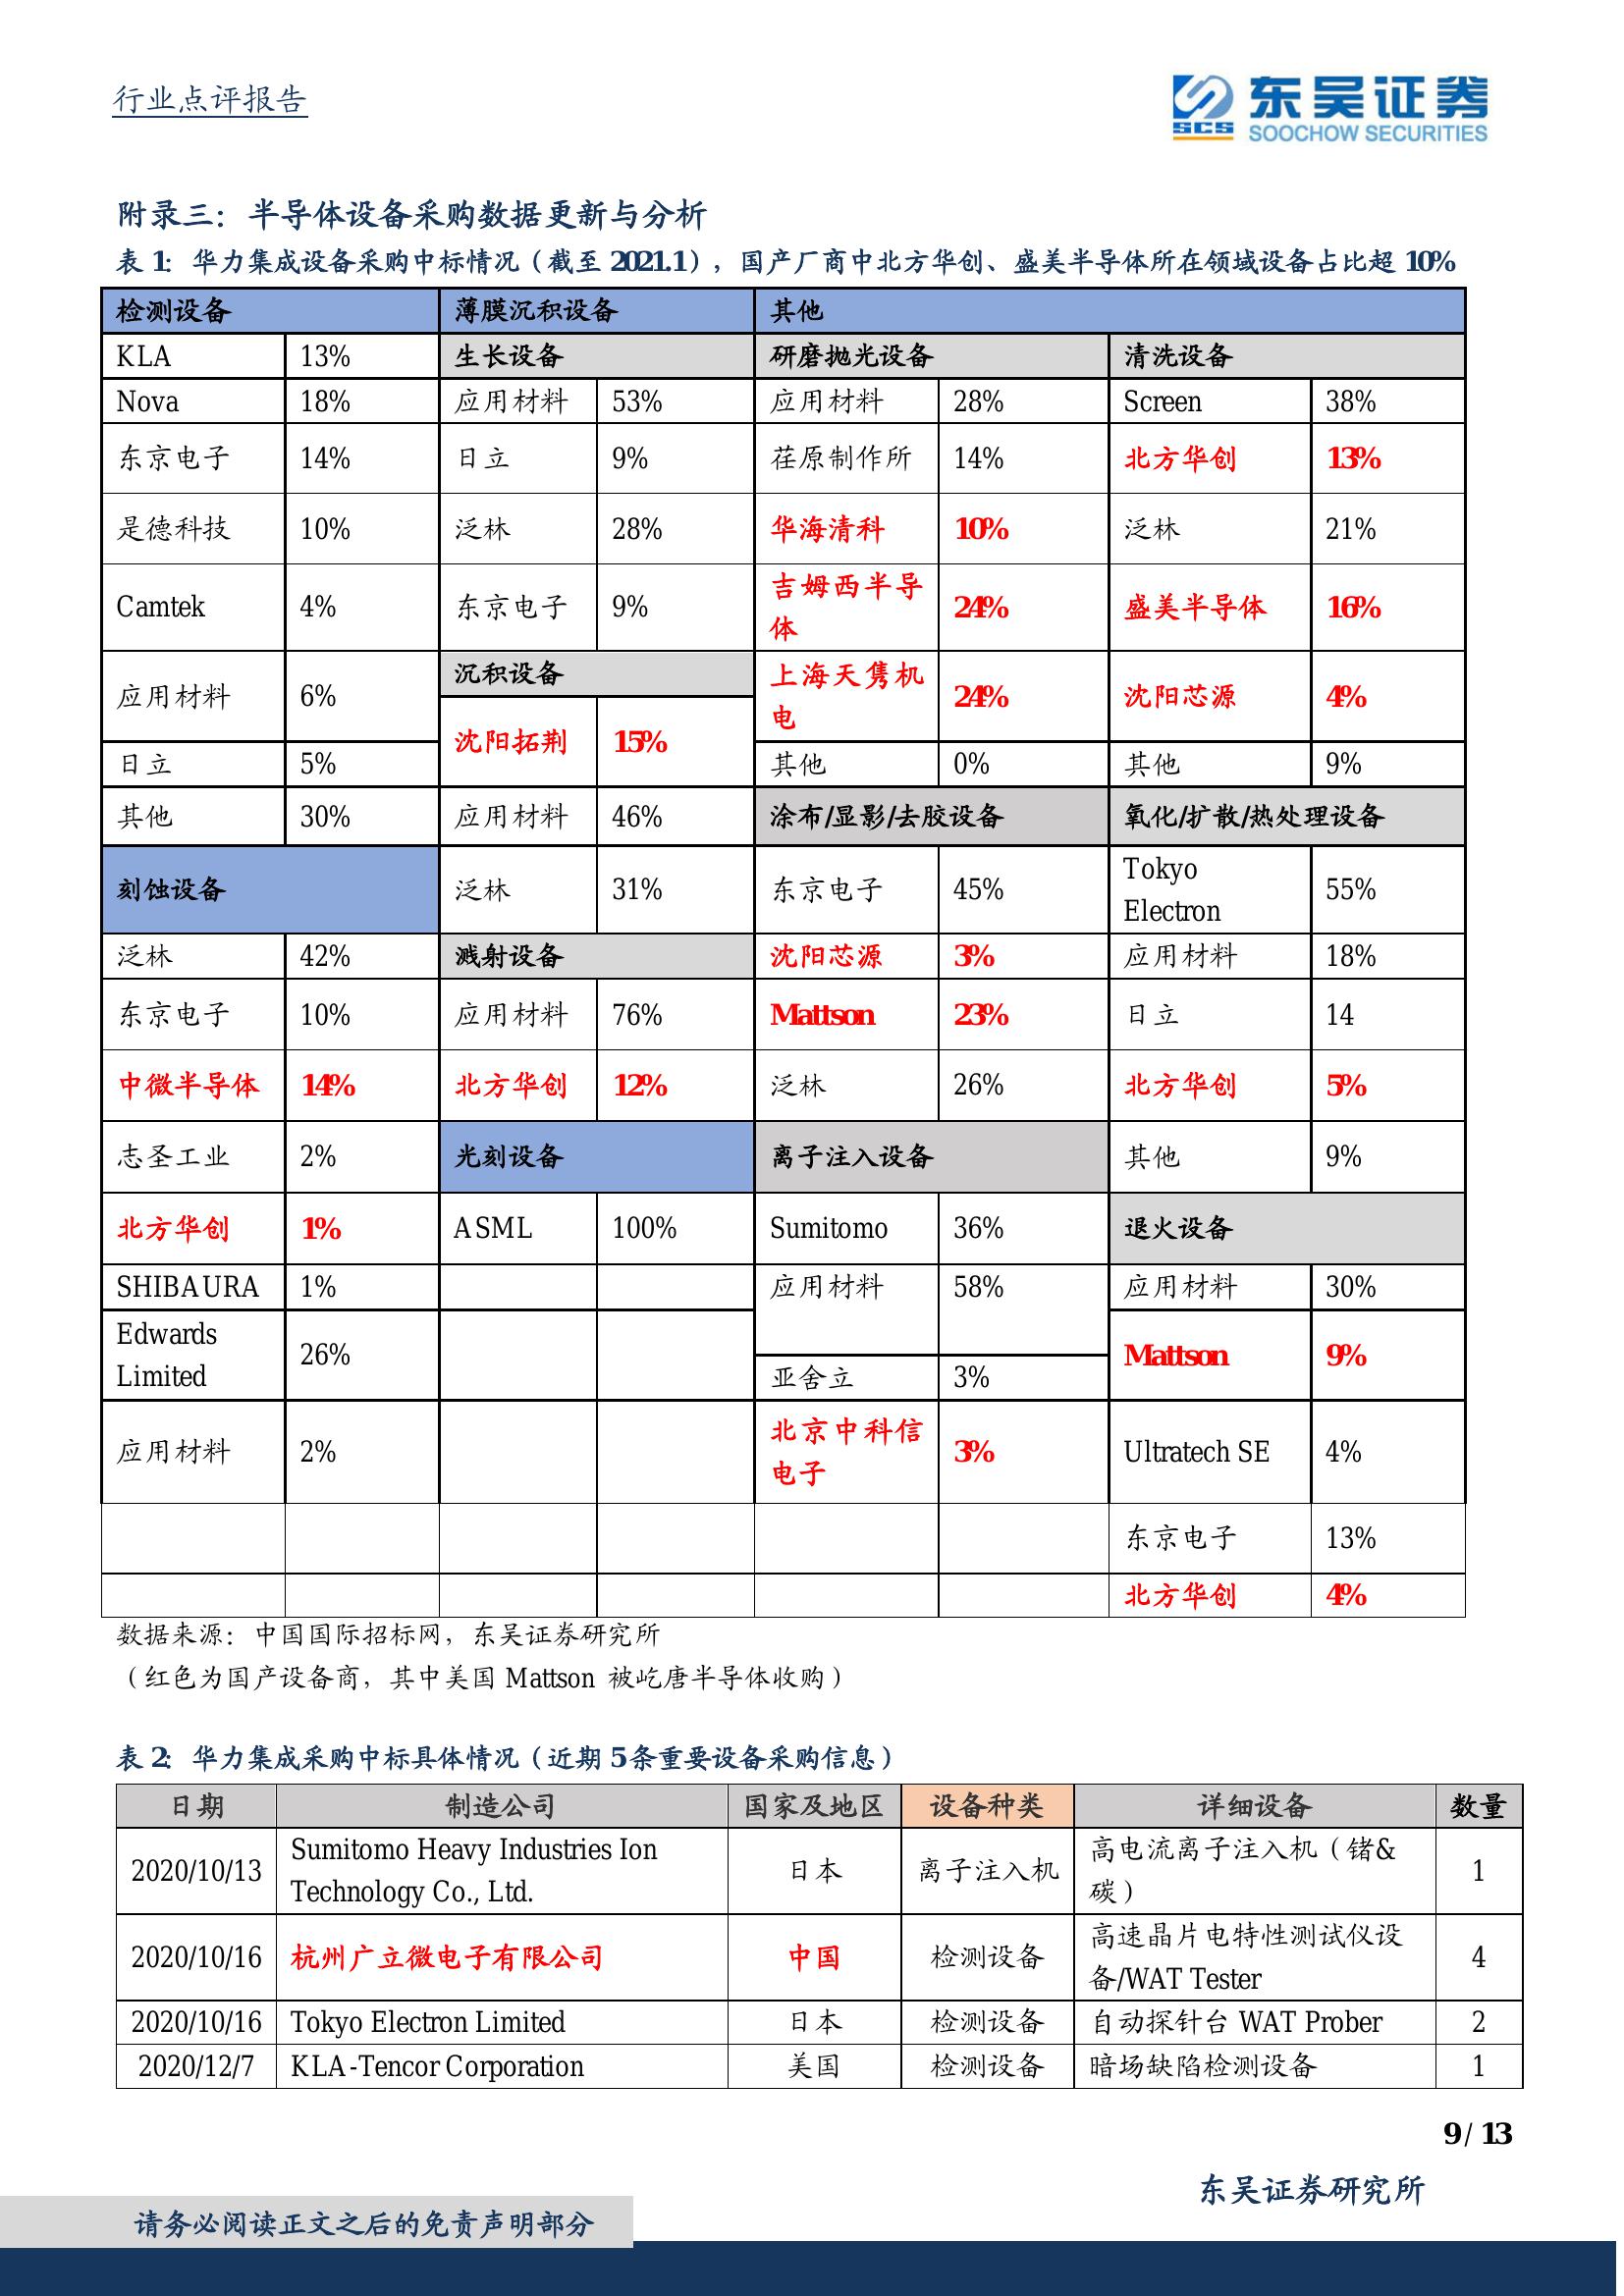 行业点评报告
SCS
东吴证券
SOOCHOW SECURITIES
附录三：半导体设备采购数据更新与分析
表 1：华力集成设备采购中标情况（截至 2021.1），国产厂商中北方华创、盛美半导体所在领域设备占比超 10%
检测设备 薄膜沉积设备 其他
KLA 13% 生长设备 研磨抛光设备 清洗设备
Nova 18% 应用材料 53% 应用材料 28% Screen 38%
东京电子 14% 日立 9% 荏原制作所 14% 北方华创 13%
是德科技 10% 泛林 28% 华海清科 10% 泛林 21%
Camtek 4% 东京电子 9% 吉姆西半导体 24% 盛美半导体 16%
应用材料 6% 沉积设备 上海天隽机电 24% 沈阳芯源 4%
日立 5% 沈阳拓荆 15% 其他 0% 其他 9%
其他 30% 应用材料 46% 涂布/显影/去胶设备 氧化/扩散/热处理设备
刻蚀设备 泛林 31% 东京电子 45% Tokyo Electron 55%
泛林 42% 溅射设备 沈阳芯源 3% 应用材料 18%
东京电子 10% 应用材料 76% Mattson 23% 日立 14
中微半导体 14% 北方华创 12% 泛林 26% 北方华创 5%
志圣工业 2% 光刻设备 离子注入设备 其他 9%
北方华创 1% ASML 100% Sumitomo 36% 退火设备
SHIBAURA 1% 应用材料 58% 应用材料 30%
Edwards Limited 26% 亚舍立 3% Mattson 9%
应用材料 2% 北京中科信电子 3% Ultratech SE 4%
东京电子 13%
北方华创 4%
数据来源：中国国际招标网，东吴证券研究所
（红色为国产设备商，其中美国 Mattson 被屹唐半导体收购）
表 2：华力集成采购中标具体情况（近期 5 条重要设备采购信息）
日期 制造公司 国家及地区 设备种类 详细设备 数量
2020/10/13 Sumitomo Heavy Industries Ion Technology Co., Ltd. 日本 离子注入机 高电流离子注入机（锗&碳） 1
2020/10/16 杭州广立微电子有限公司 中国 检测设备 高速晶片电特性测试仪设备/WAT Tester 4
2020/10/16 Tokyo Electron Limited 日本 检测设备 自动探针台 WAT Prober 2
2020/12/7 KLA-Tencor Corporation 美国 检测设备 暗场缺陷检测设备 1
9 / 13
东吴证券研究所
请务必阅读正文之后的免责声明部分